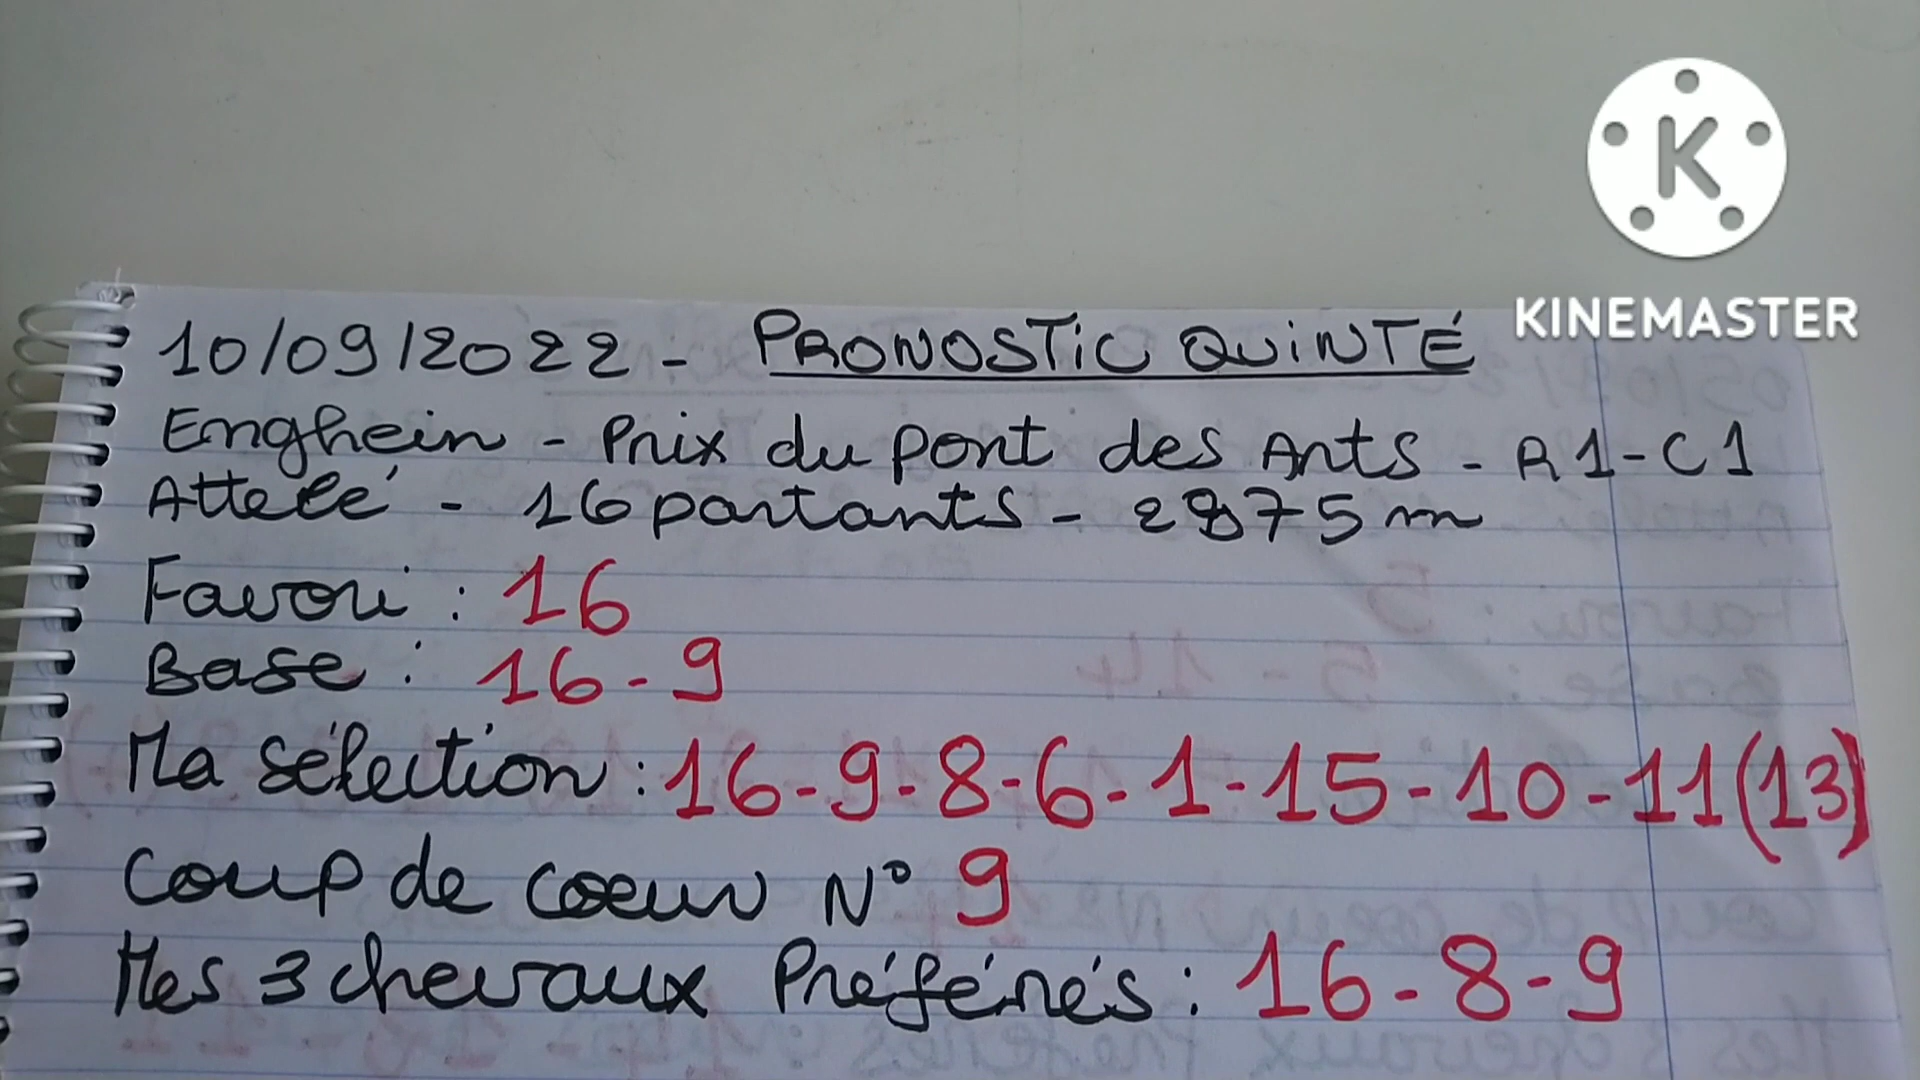 K
KINEMASTER
10/09/2022 - PRONOSTiC QUiNTÉ
Enghein - Prix du pont des Arts - R1-C1
Attelé - 16 partants - 2875 m
Favori : 16
Base : 16 - 9
Ma sélection : 16 - 9 - 8 - 6 - 1 - 15 - 10 - 11 (13)
Coup de coeur N° 9
Mes 3 chevaux Préférés : 16 - 8 - 9